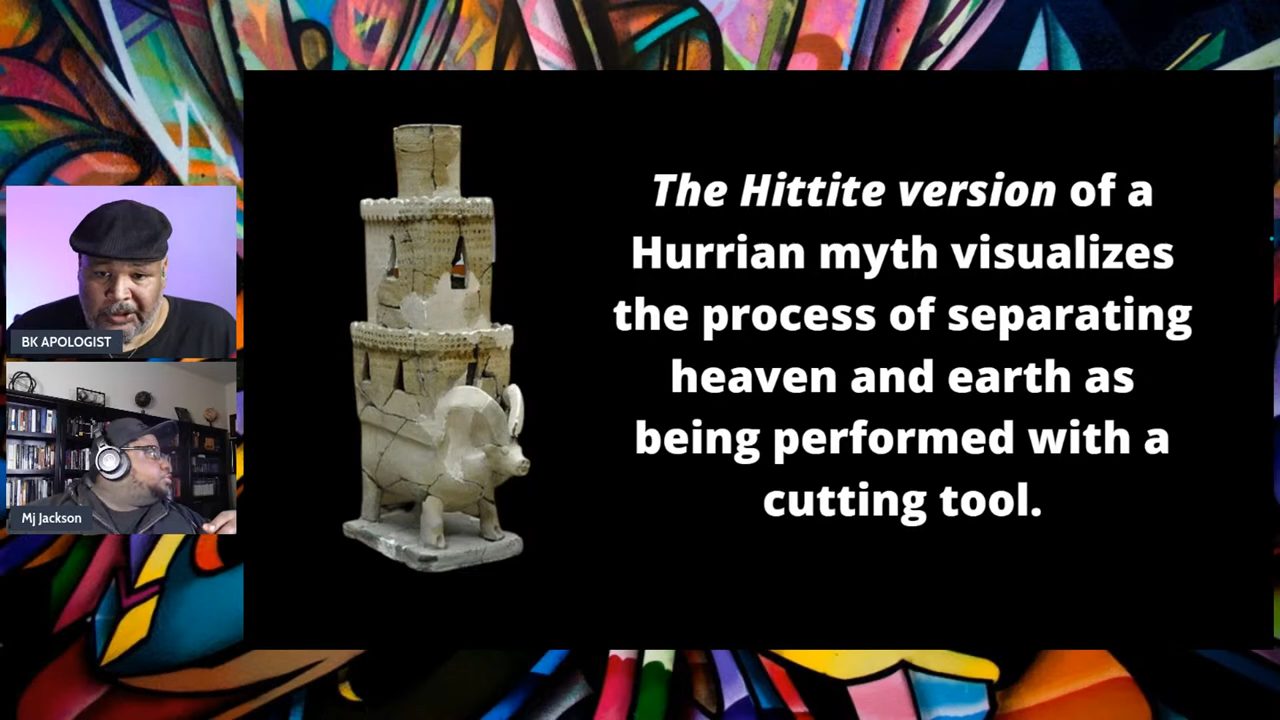 The Hittite version of a
Hurrian myth visualizes
the process of separating
heaven and earth as
being performed with a
cutting tool.
BK APOLOGIST
Mj Jackson